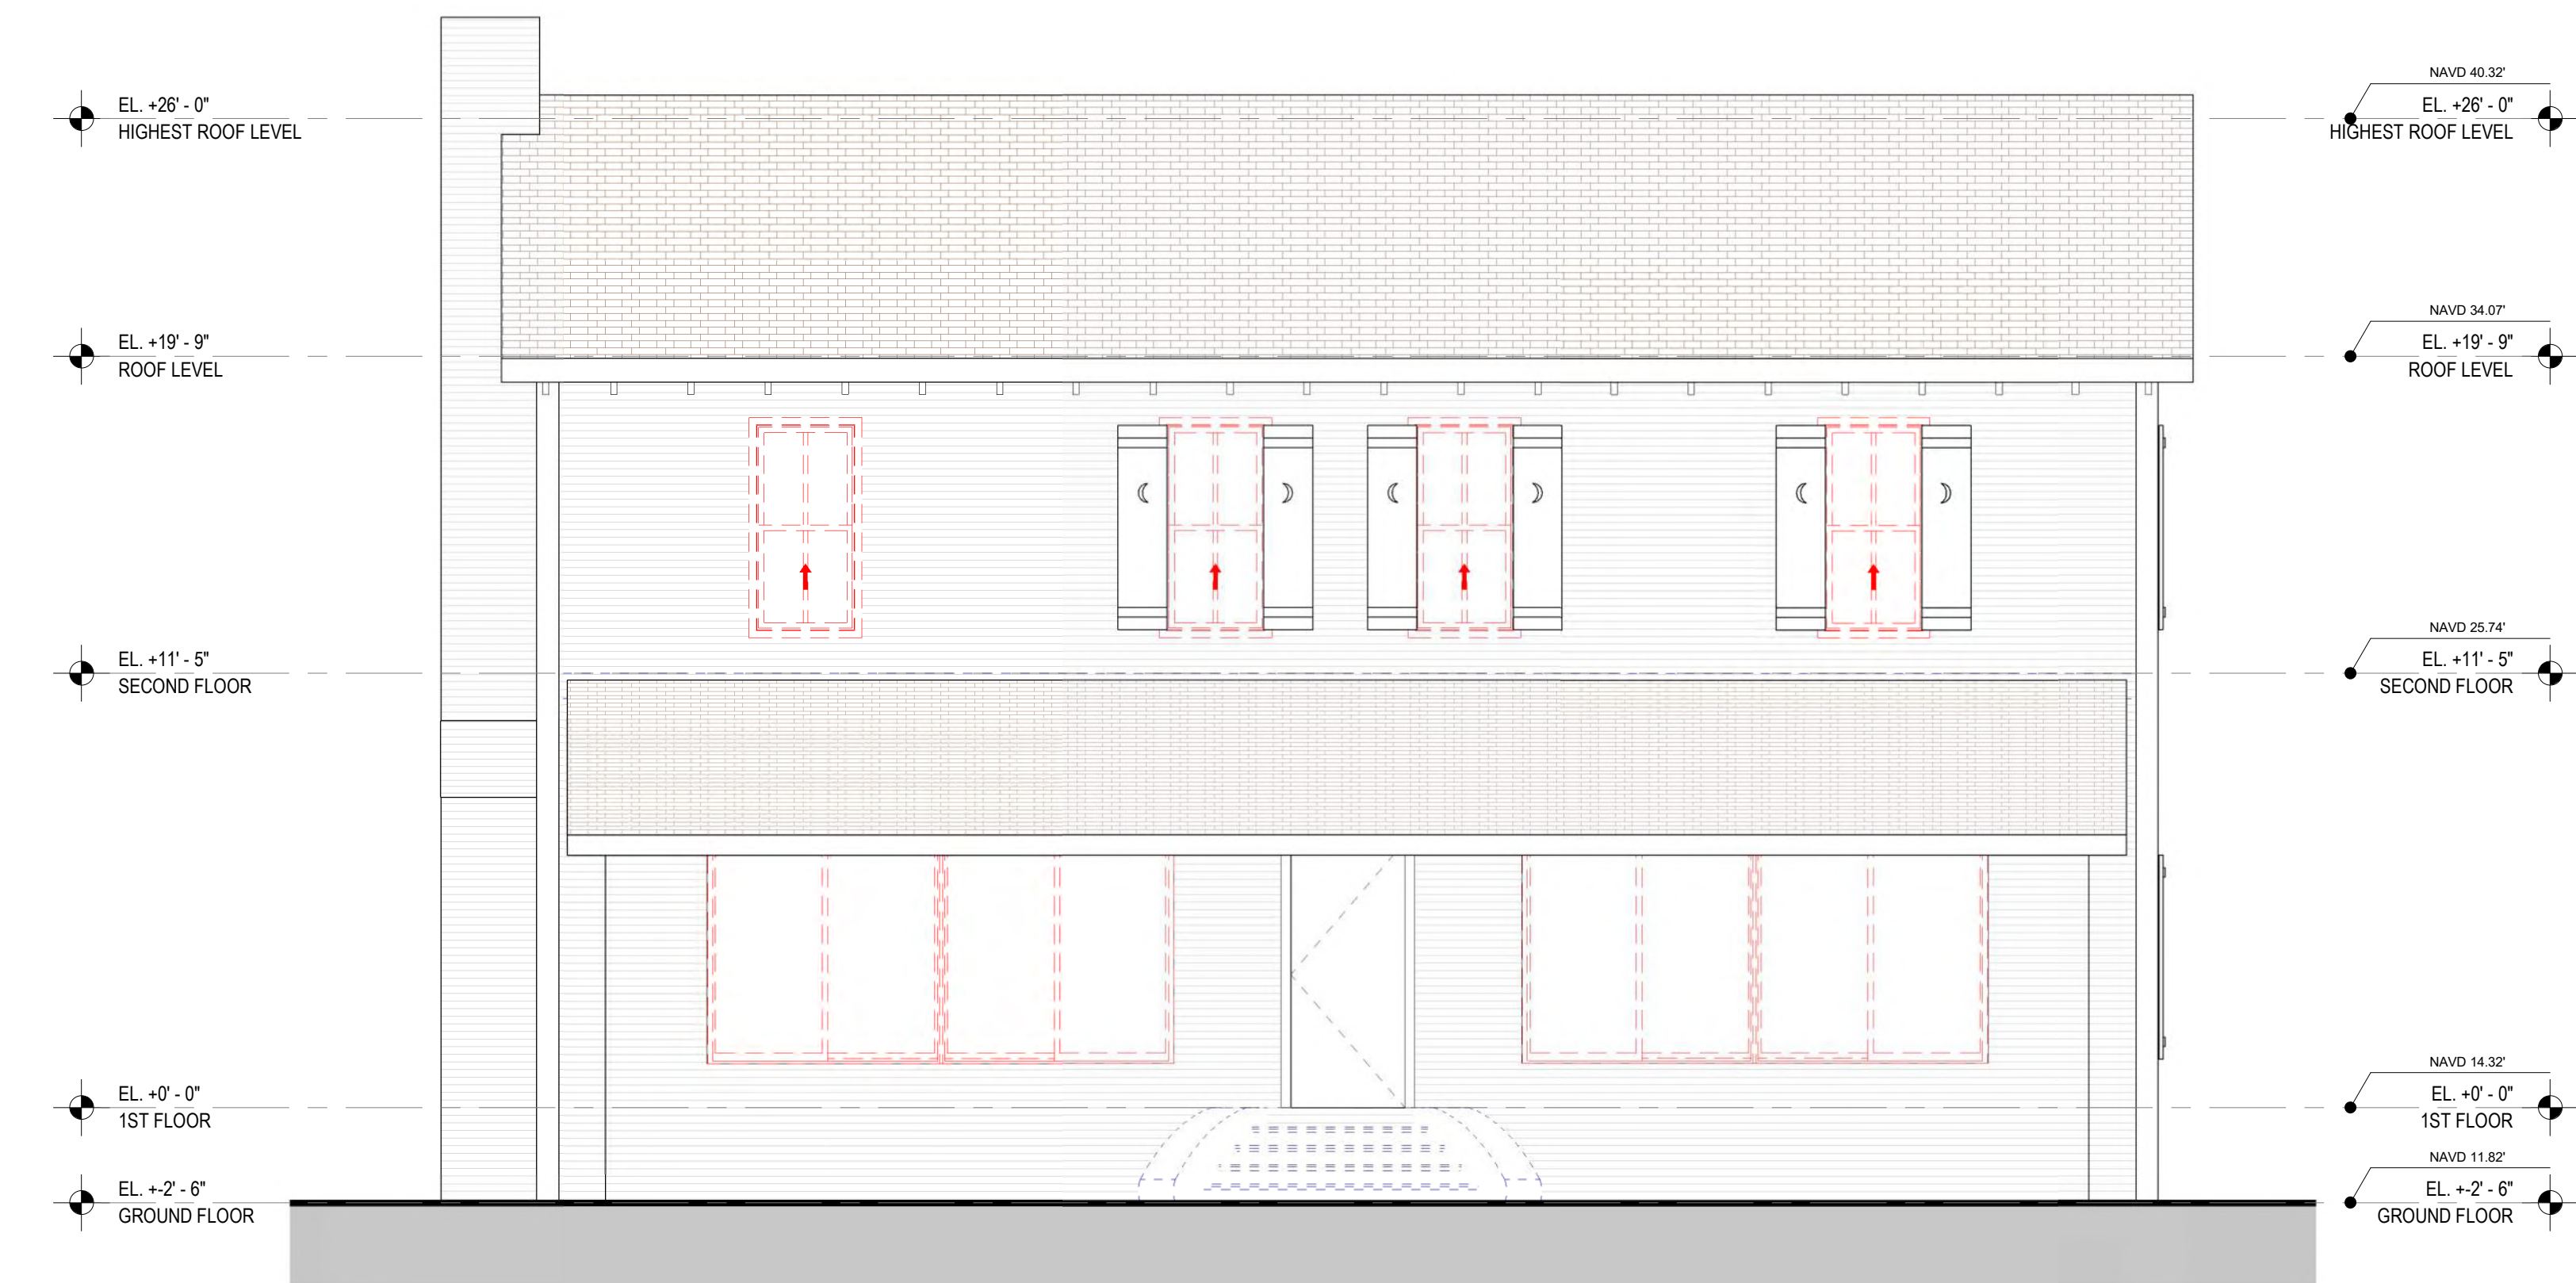 NAVD 40.32'
EL. +26' - 0"
HIGHEST ROOF LEVEL
EL. +26' - 0"
HIGHEST ROOF LEVEL
NAVD 34.07'
EL. +19' - 9"
ROOF LEVEL
EL. +19' - 9"
ROOF LEVEL
NAVD 25.74'
EL. +11' - 5"
SECOND FLOOR
EL. +11' - 5"
SECOND FLOOR
NAVD 14.32'
EL. +0' - 0"
1ST FLOOR
EL. +0' - 0"
1ST FLOOR
NAVD 11.82'
EL. +-2' - 6"
GROUND FLOOR
EL. +-2' - 6"
GROUND FLOOR